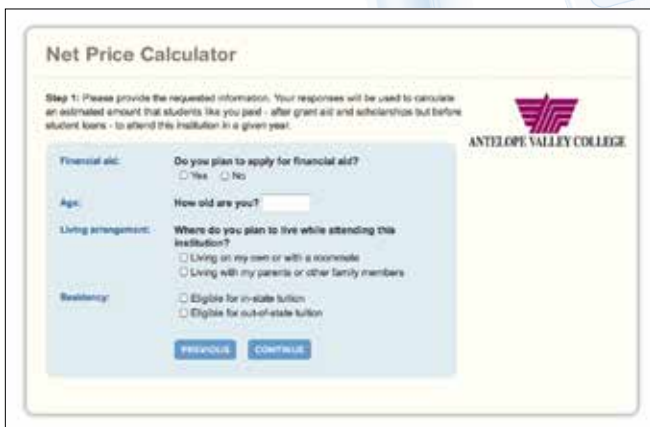 Net Price Calculator
Step 1: Please provide the requested information. Your responses will be used to calculate
an estimated amount that students like you paid - after grant aid and scholarships but before
student loans - to attend this institution in a given year.
ANTELOPE VALLEY COLLEGE
Financial aid: Do you plan to apply for financial aid?
Yes No
Age: How old are you?
Living arrangement: Where do you plan to live while attending this
institution?
Living on my own or with a roommate
Living with my parents or other family members
Residency: Eligible for in-state tuition
Eligible for out-of-state tuition
PREVIOUS CONTINUE